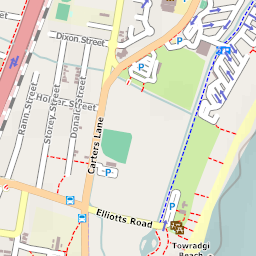 Dixon Street
P
Rann Street
Storey Street
Donald Street
Carters Lane
P
P
Elliotts Road
Towradgi
Beach